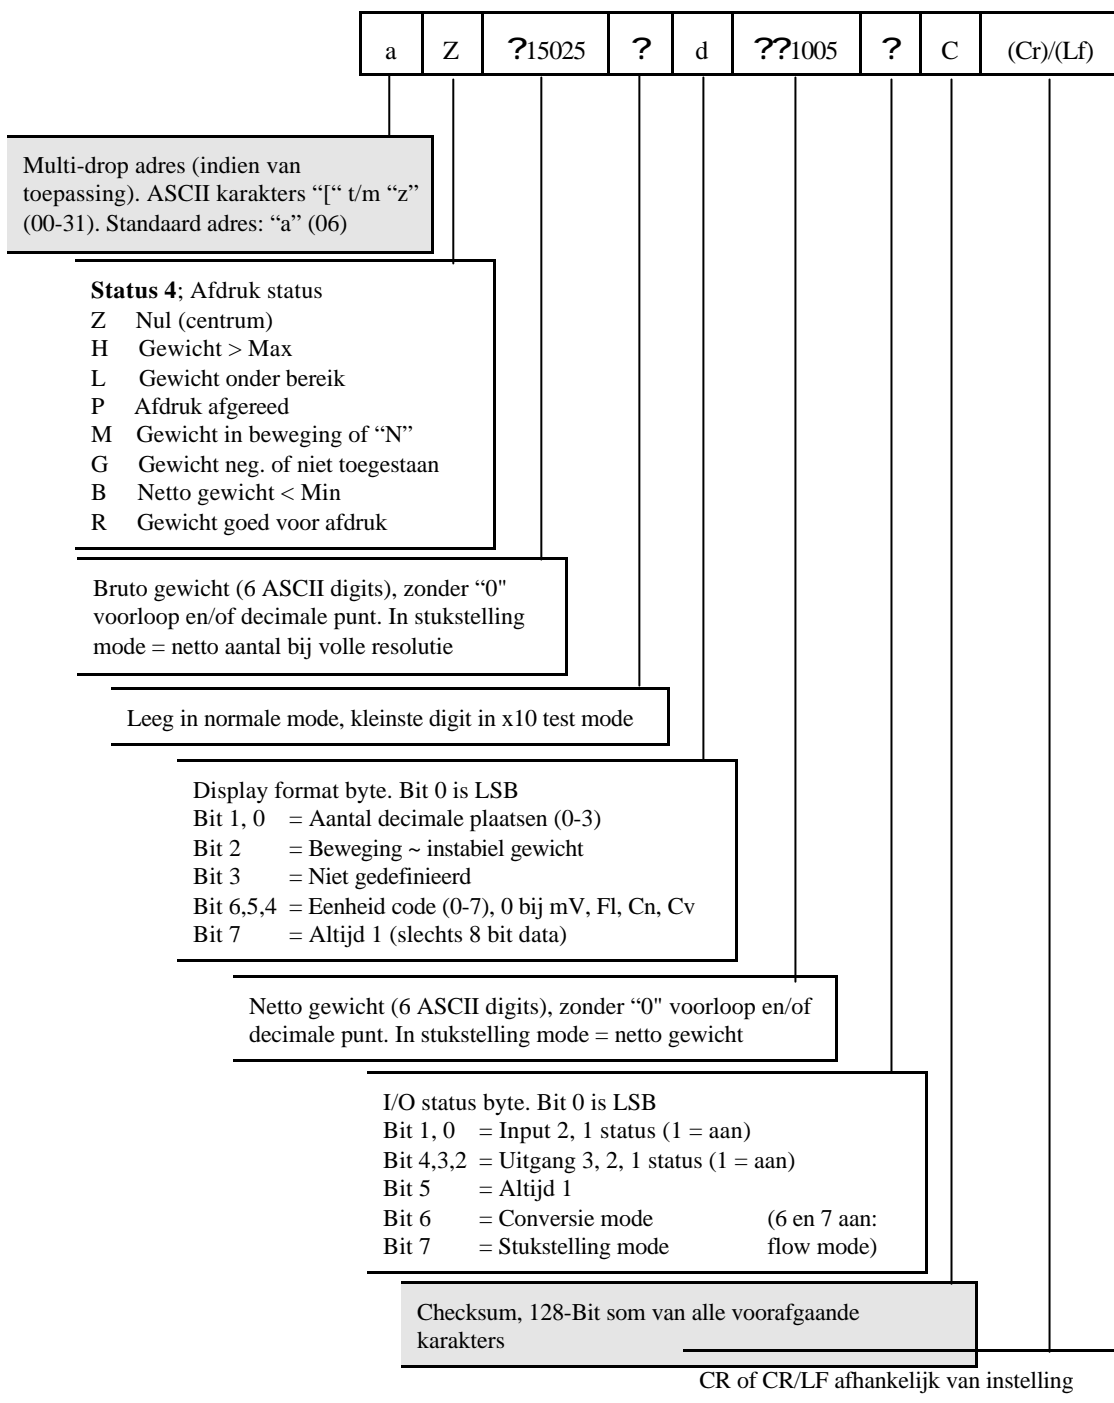 a Z ?15025 ? d ??1005 ? C (Cr)/(Lf)
Multi-drop adres (indien van
toepassing). ASCII karakters “[“ t/m “z”
(00-31). Standaard adres: “a” (06)
Status 4; Afdruk status
Z Nul (centrum)
H Gewicht > Max
L Gewicht onder bereik
P Afdruk afgereed
M Gewicht in beweging of “N”
G Gewicht neg. of niet toegestaan
B Netto gewicht < Min
R Gewicht goed voor afdruk
Bruto gewicht (6 ASCII digits), zonder “0"
voorloop en/of decimale punt. In stukstelling
mode = netto aantal bij volle resolutie
Leeg in normale mode, kleinste digit in x10 test mode
Display format byte. Bit 0 is LSB
Bit 1, 0 = Aantal decimale plaatsen (0-3)
Bit 2 = Beweging ~ instabiel gewicht
Bit 3 = Niet gedefinieerd
Bit 6,5,4 = Eenheid code (0-7), 0 bij mV, Fl, Cn, Cv
Bit 7 = Altijd 1 (slechts 8 bit data)
Netto gewicht (6 ASCII digits), zonder “0" voorloop en/of
decimale punt. In stukstelling mode = netto gewicht
I/O status byte. Bit 0 is LSB
Bit 1, 0 = Input 2, 1 status (1 = aan)
Bit 4,3,2 = Uitgang 3, 2, 1 status (1 = aan)
Bit 5 = Altijd 1
Bit 6 = Conversie mode (6 en 7 aan:
Bit 7 = Stukstelling mode flow mode)
Checksum, 128-Bit som van alle voorafgaande
karakters
CR of CR/LF afhankelijk van instelling